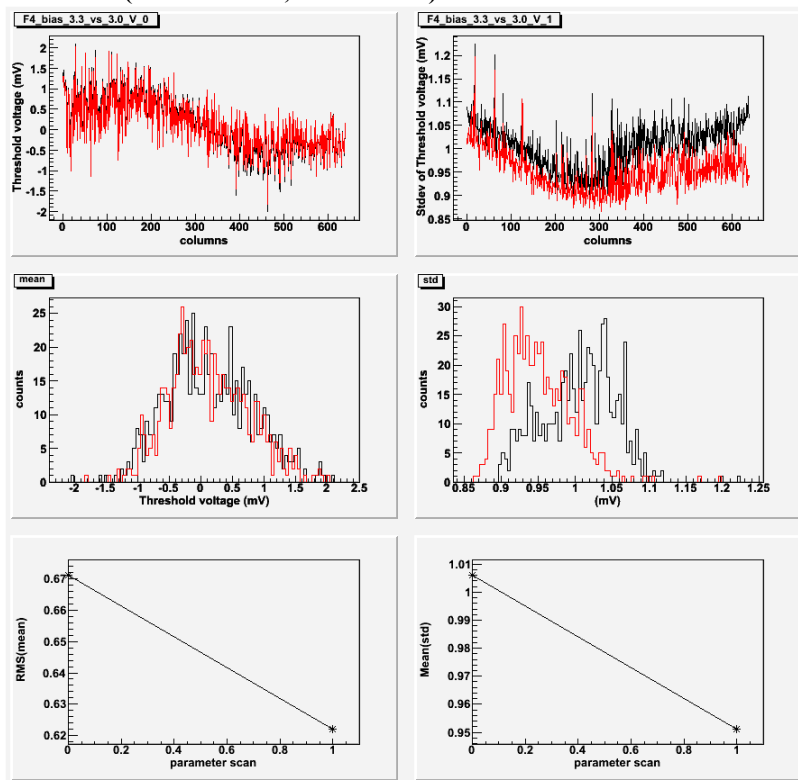 F4_bias_3.3_vs_3.0_V_0
Threshold voltage (mV)
2
1.5
1
0.5
0
-0.5
-1
-1.5
-2
0 100 200 300 400 500 600
columns
F4_bias_3.3_vs_3.0_V_1
Stdev of Threshold voltage (mV)
1.2
1.15
1.1
1.05
1
0.95
0.9
0.85
0 100 200 300 400 500 600
columns
mean
counts
25
20
15
10
5
0
-2 -1.5 -1 -0.5 0 0.5 1 1.5 2 2.5
Threshold voltage (mV)
std
counts
30
25
20
15
10
5
0
0.85 0.9 0.95 1 1.05 1.1 1.15 1.2 1.25
(mV)
RMS(mean)
0.67
0.66
0.65
0.64
0.63
0.62
0 0.2 0.4 0.6 0.8 1
parameter scan
Mean(std)
1.01
1
0.99
0.98
0.97
0.96
0.95
0 0.2 0.4 0.6 0.8 1
parameter scan